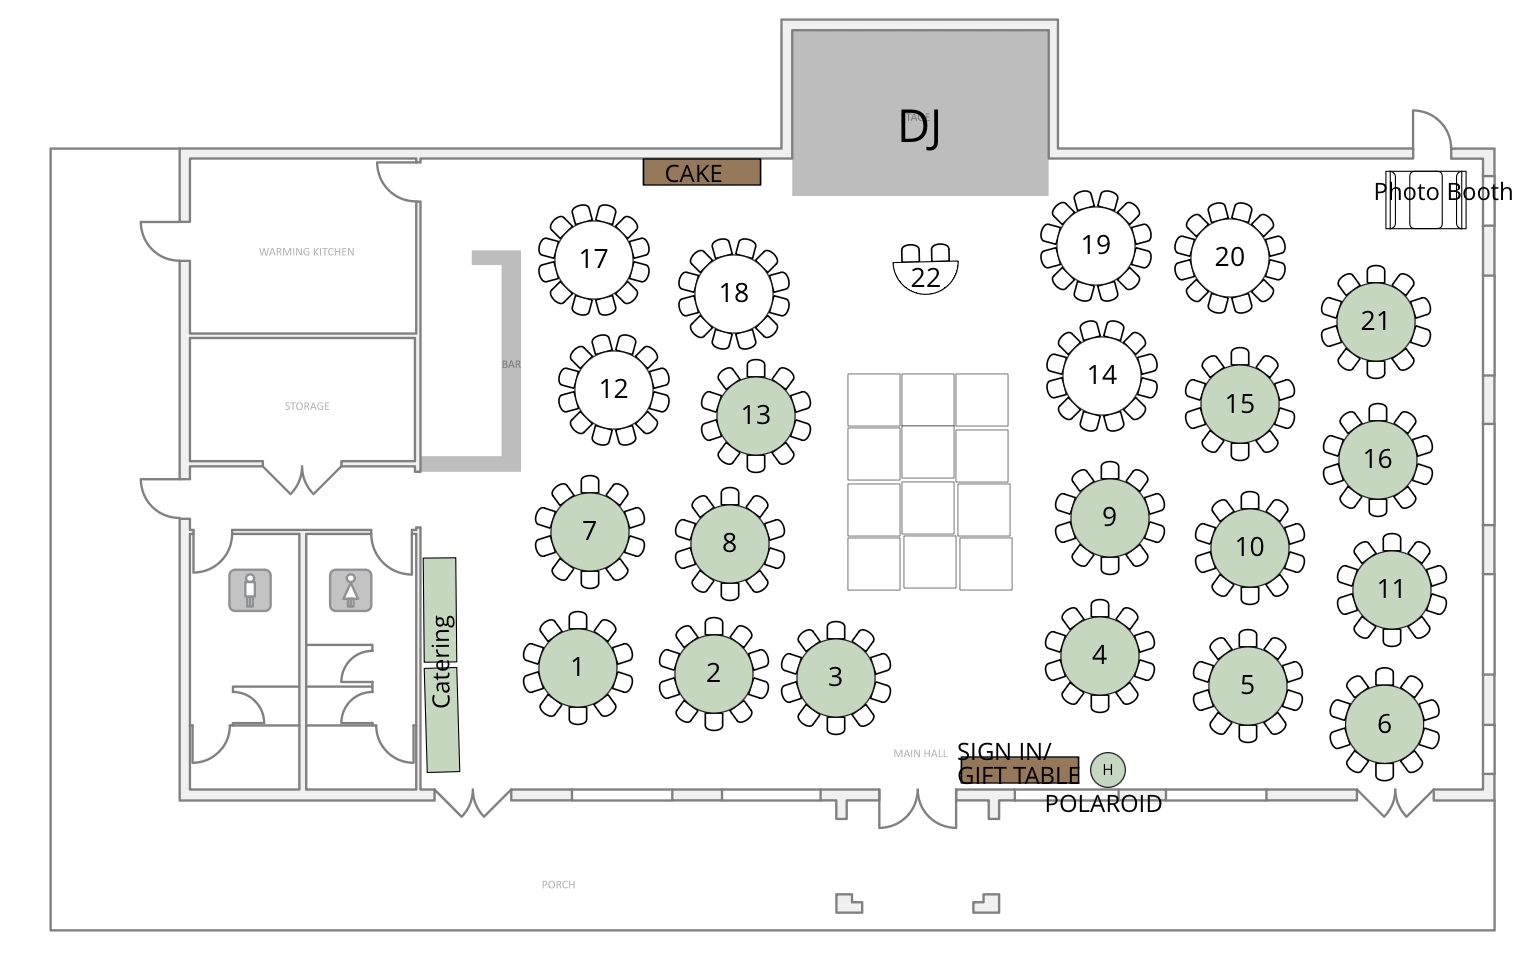 STAGE
DJ
CAKE
Photo Booth
WARMING KITCHEN
17
18
22
19
20
21
BAR
STORAGE
12
13
14
15
16
7
8
9
10
11
Catering
1
2
3
4
5
6
MAIN HALL
SIGN IN/
GIFT TABLE
H
POLAROID
PORCH